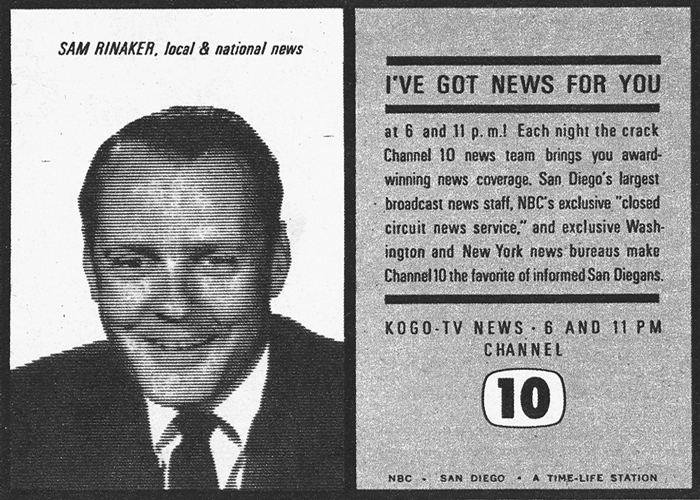 SAM RINAKER, local & national news
I'VE GOT NEWS FOR YOU
at 6 and 11 p.m.! Each night the crack
Channel 10 news team brings you award-
winning news coverage. San Diego's largest
broadcast news staff, NBC's exclusive "closed
circuit news service," and exclusive Wash-
ington and New York news bureaus make
Channel 10 the favorite of informed San Diegans.
KOGO-TV NEWS · 6 AND 11 PM
CHANNEL
10
NBC • SAN DIEGO • A TIME-LIFE STATION